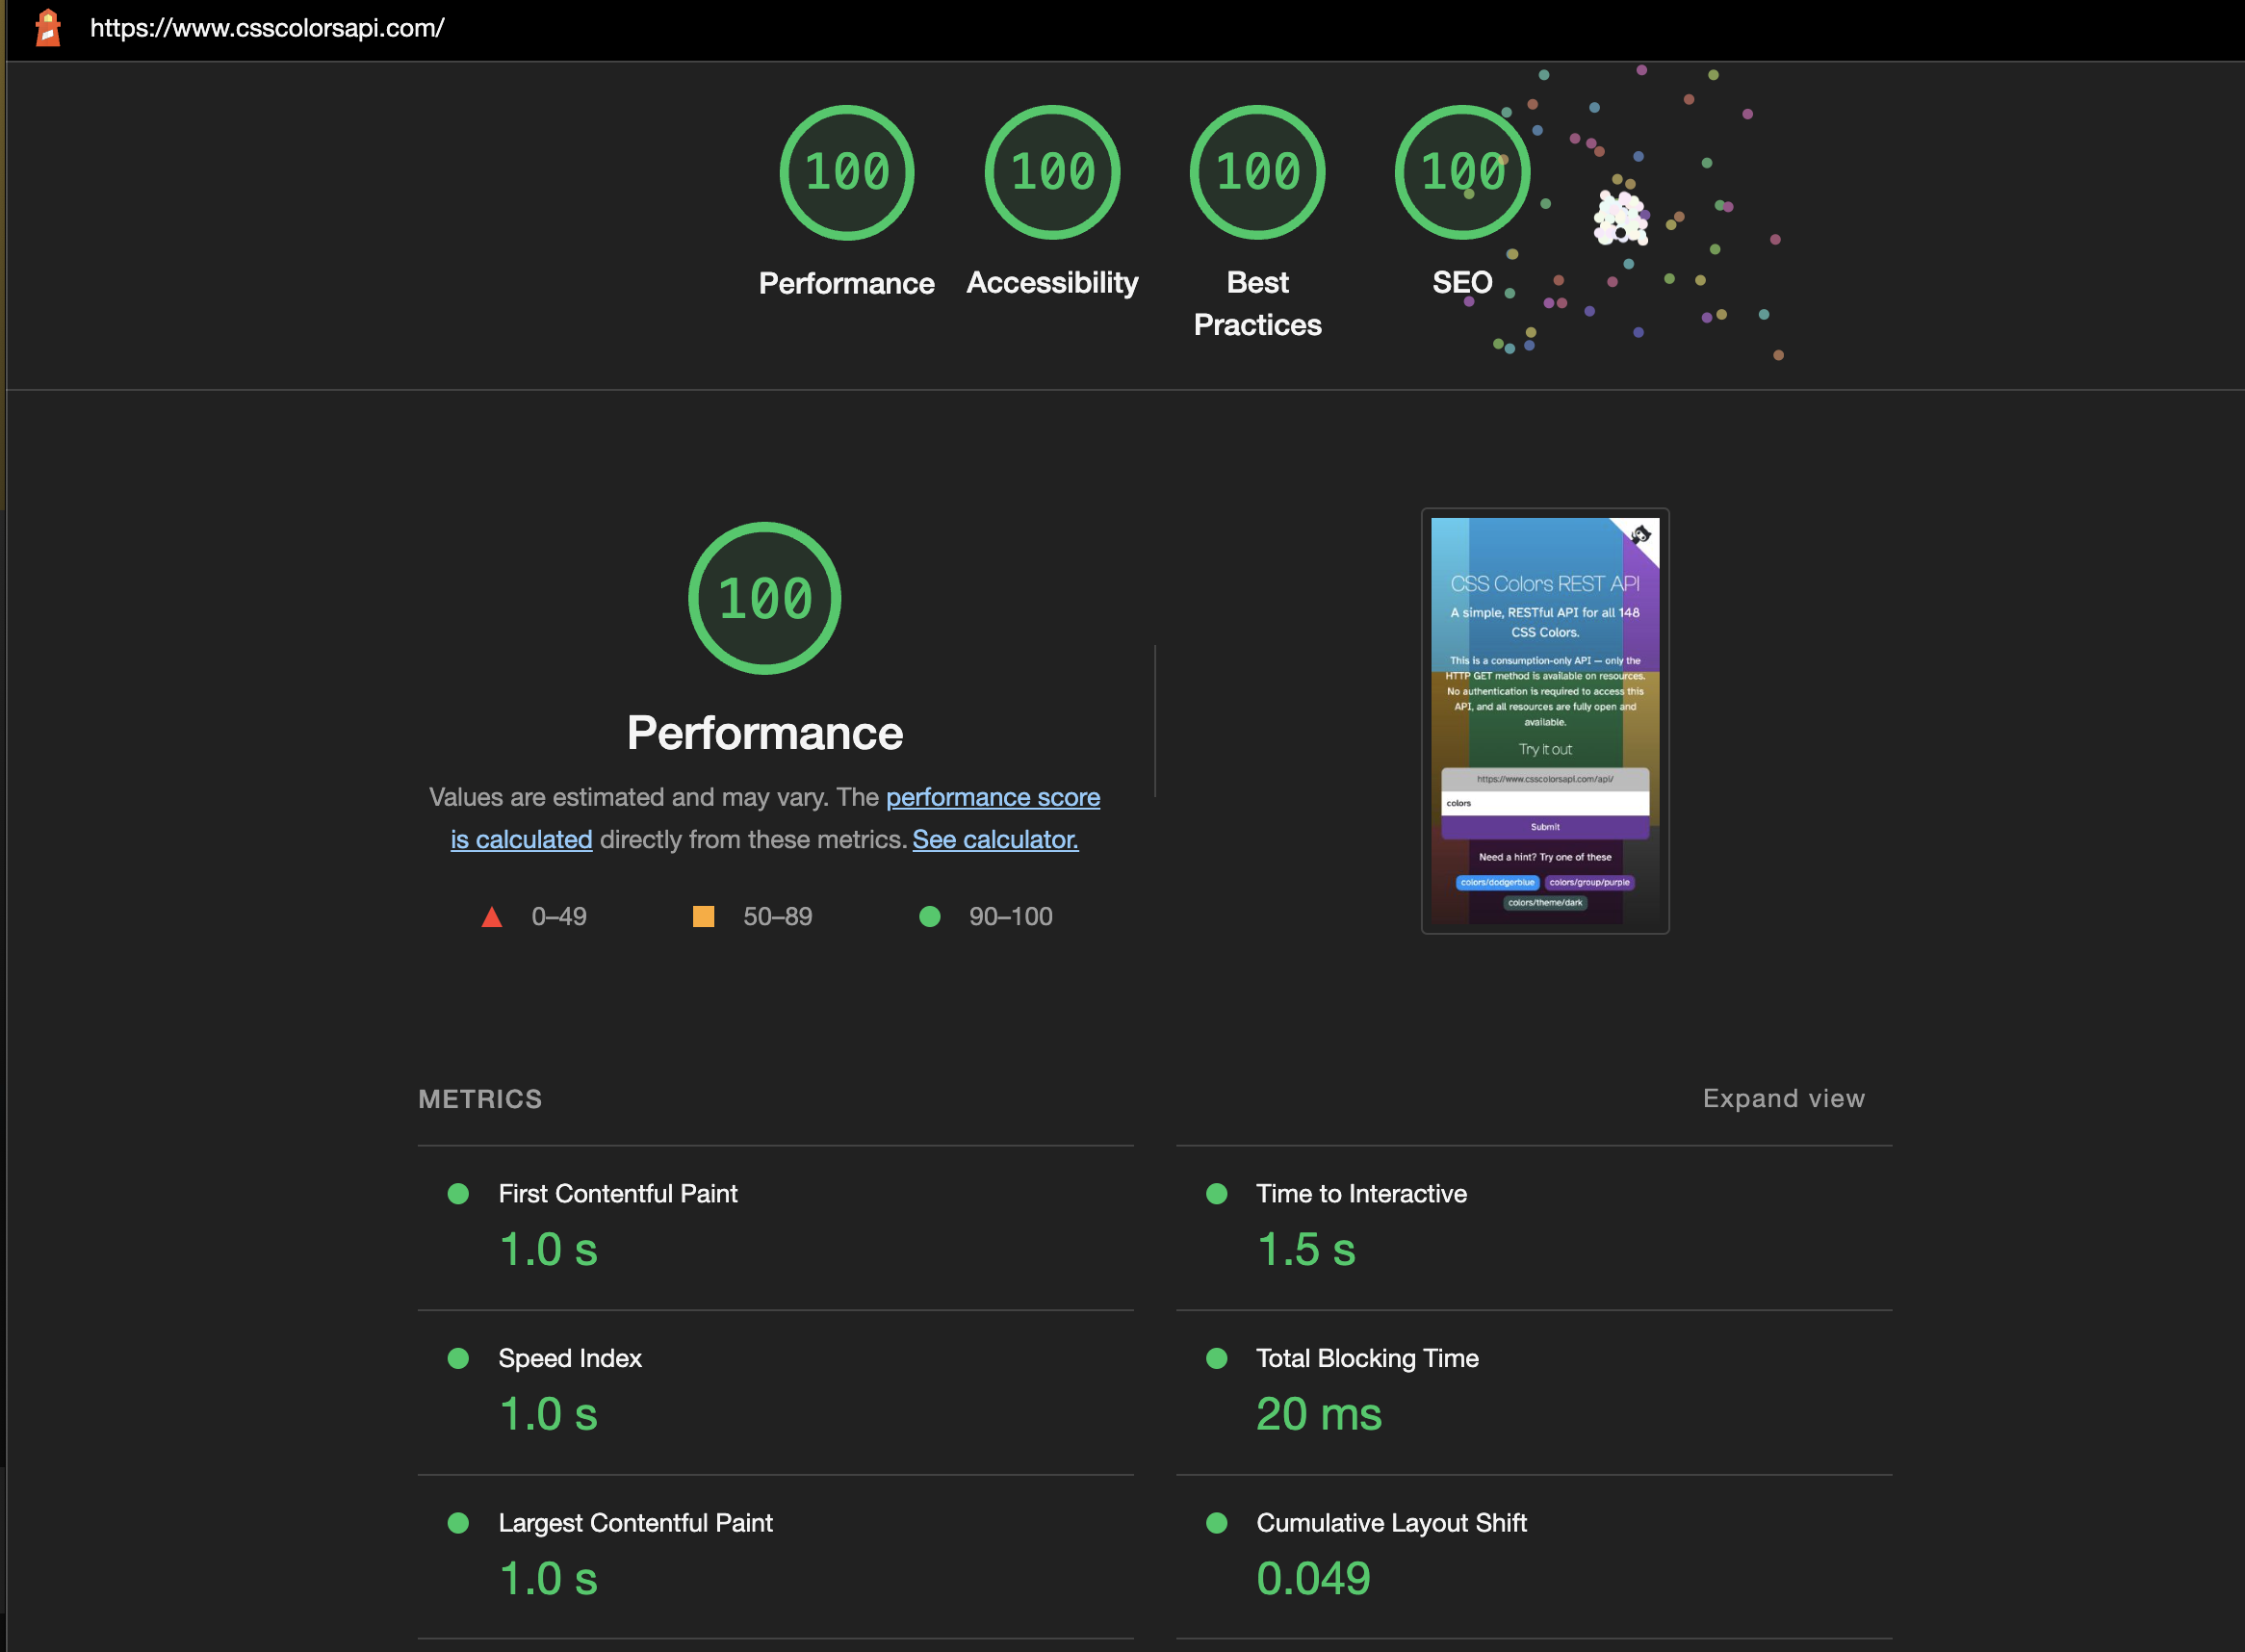 https://www.csscolorsapi.com/
100
100
100
100
Performance
Accessibility
Best
Practices
SEO
100
Performance
Values are estimated and may vary. The performance score
is calculated directly from these metrics. See calculator.
0–49
50–89
90–100
CSS Colors REST API
A simple, RESTful API for all 148
CSS Colors.
This is a consumption-only API — only the
HTTP GET method is available on resources.
No authentication is required to access this
API, and all resources are fully open and
available.
Try it out
https://www.csscolorsapi.com/api/
colors
Submit
Need a hint? Try one of these
colors/dodgerblue
colors/group/purple
colors/theme/dark
METRICS
Expand view
First Contentful Paint
1.0 s
Time to Interactive
1.5 s
Speed Index
1.0 s
Total Blocking Time
20 ms
Largest Contentful Paint
1.0 s
Cumulative Layout Shift
0.049